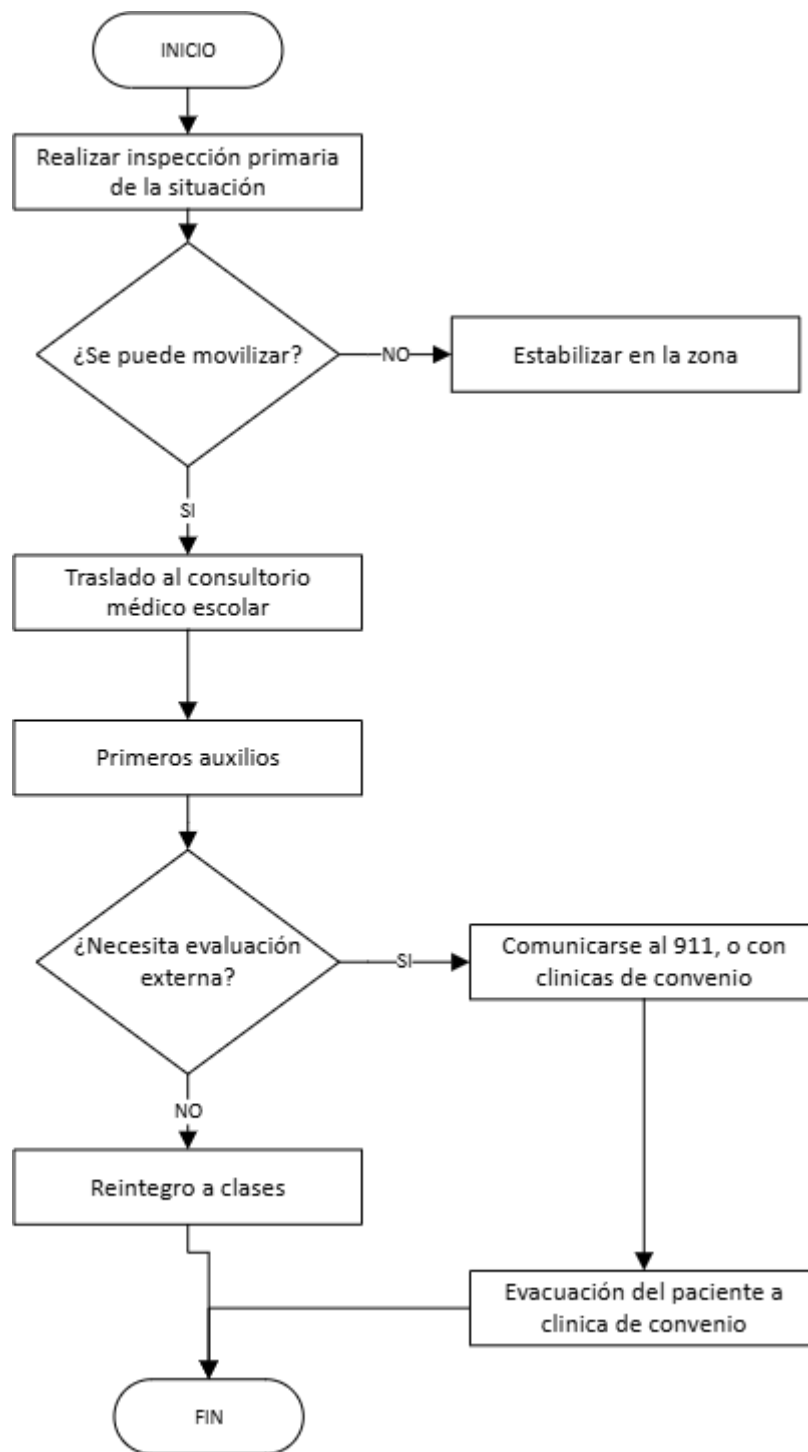 INICIO
Realizar inspección primaria
de la situación
¿Se puede movilizar?
NO
Estabilizar en la zona
SI
Traslado al consultorio
médico escolar
Primeros auxilios
¿Necesita evaluación
externa?
SI
Comunicarse al 911, o con
clinicas de convenio
NO
Reintegro a clases
Evacuación del paciente a
clinica de convenio
FIN